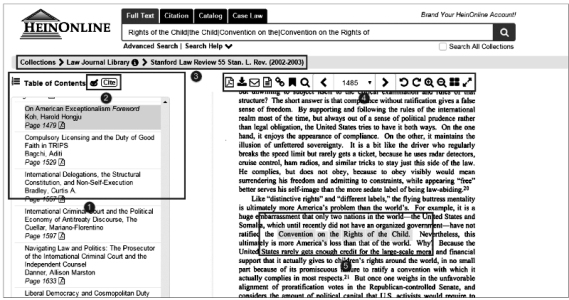 HEINONLINE
Full Text Citation Catalog Case Law
Brand Your HeinOnline Account!
Rights of the Child|the Child|Convention on the|Convention on the Rights of
Advanced Search | Search Help
Search All Collections
Collections > Law Journal Library > Stanford Law Review 55 Stan. L. Rev. (2002-2003)
3
Table of Contents Cite
2
On American Exceptionalism Foreword
Koh, Harold Hongju
Page 1479
Compulsory Licensing and the Duty of Good
Faith in TRIPS
Bagchi, Aditi
Page 1529
International Delegations, the Structural
Constitution, and Non-Self-Execution
Bradley, Curtis A.
Page 1557
1
International Criminal Court and the Political
Economy of Antitreaty Discourse, The
Cuellar, Mariano-Florentino
Page 1597
Navigating Law and Politics: The Prosecutor
of the International Criminal Court and the
Independent Counsel
Danner, Allison Marston
Page 1633
Liberal Democracy and Cosmopolitan Duty
1485
structure? The short answer is that compliance without ratification gives a false
sense of freedom. By supporting and following the rules of the international
realm most of the time, but always out of a sense of political prudence rather
than legal obligation, the United States tries to have it both ways. On the one
hand, it enjoys the appearance of compliance. On the other, it maintains the
illusion of unfettered sovereignty. It is a bit like the driver who regularly
breaks the speed limit but rarely gets a ticket, because he uses radar detectors,
cruise control, ham radios, and similar tricks to stay just this side of the law.
He complies, but does not obey, because to obey visibly would mean
surrendering his freedom and admitting to constraints, while appearing "free"
better serves his self-image than the more sedate label of being law-abiding.20
Like "distinctive rights" and "different labels," the flying buttress mentality
is ultimately more America's problem than the world's. For example, it is a
huge embarrassment that only two nations in the world—the United States and
Somalia, which until recently did not have an organized government—have not
ratified the Convention on the Rights of the Child. Nevertheless, this
ultimately is more America's loss than that of the world. Why? Because the
United States rarely gets enough credit for the large-scale moral and financial
support that it actually gives to children's rights around the world, in no small
part because of its promiscuous failure to ratify a convention with which it
actually complies in most respects.21 But once one weighs in the unfavorable
alignment of proratification votes in the Republican-controlled Senate, and
considers the amount of political capital that U.S. activists would require to